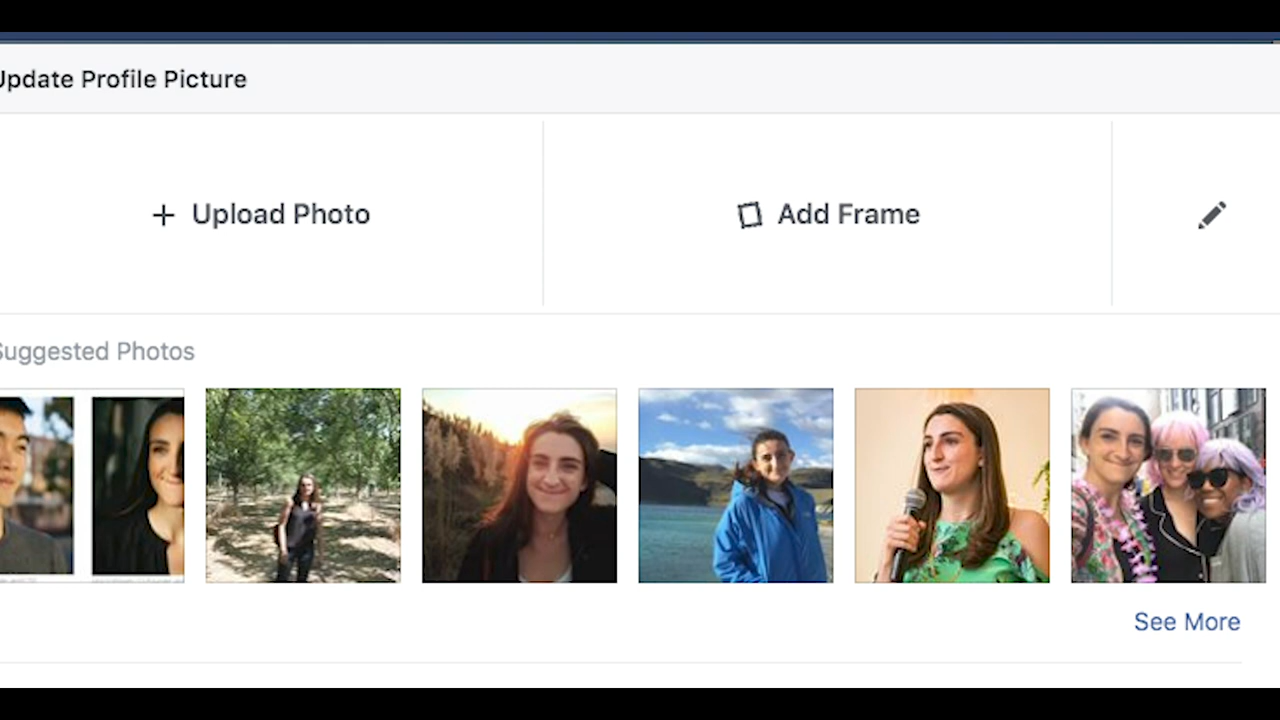 Update Profile Picture
+ Upload Photo
Add Frame
Suggested Photos
See More